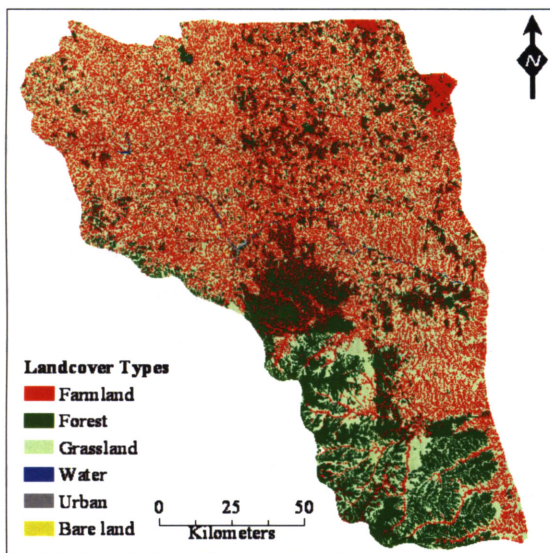 N
Landcover Types
Farmland
Forest
Grassland
Water
Urban
Bare land
0 25 50
Kilometers